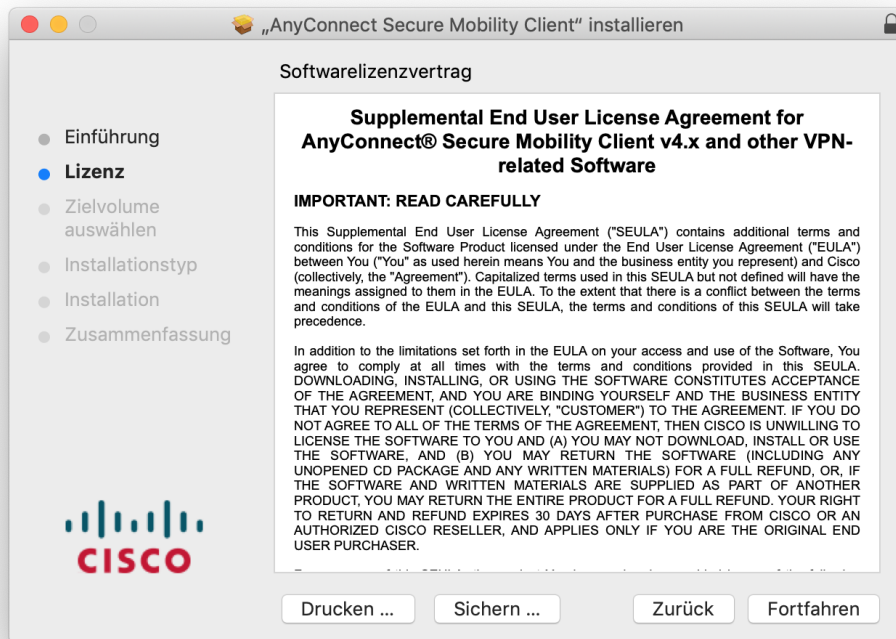 „AnyConnect Secure Mobility Client“ installieren
Softwarelizenzvertrag
Einführung
Lizenz
Zielvolume
auswählen
Installationstyp
Installation
Zusammenfassung
CISCO
Supplemental End User License Agreement for
AnyConnect® Secure Mobility Client v4.x and other VPN-
related Software
IMPORTANT: READ CAREFULLY
This Supplemental End User License Agreement ("SEULA") contains additional terms and
conditions for the Software Product licensed under the End User License Agreement ("EULA")
between You ("You" as used herein means You and the business entity you represent) and Cisco
(collectively, the "Agreement"). Capitalized terms used in this SEULA but not defined will have the
meanings assigned to them in the EULA. To the extent that there is a conflict between the terms
and conditions of the EULA and this SEULA, the terms and conditions of this SEULA will take
precedence.
In addition to the limitations set forth in the EULA on your access and use of the Software, You
agree to comply at all times with the terms and conditions provided in this SEULA.
DOWNLOADING, INSTALLING, OR USING THE SOFTWARE CONSTITUTES ACCEPTANCE
OF THE AGREEMENT, AND YOU ARE BINDING YOURSELF AND THE BUSINESS ENTITY
THAT YOU REPRESENT (COLLECTIVELY, "CUSTOMER") TO THE AGREEMENT. IF YOU DO
NOT AGREE TO ALL OF THE TERMS OF THE AGREEMENT, THEN CISCO IS UNWILLING TO
LICENSE THE SOFTWARE TO YOU AND (A) YOU MAY NOT DOWNLOAD, INSTALL OR USE
THE SOFTWARE, AND (B) YOU MAY RETURN THE SOFTWARE (INCLUDING ANY
UNOPENED CD PACKAGE AND ANY WRITTEN MATERIALS) FOR A FULL REFUND, OR, IF
THE SOFTWARE AND WRITTEN MATERIALS ARE SUPPLIED AS PART OF ANOTHER
PRODUCT, YOU MAY RETURN THE ENTIRE PRODUCT FOR A FULL REFUND. YOUR RIGHT
TO RETURN AND REFUND EXPIRES 30 DAYS AFTER PURCHASE FROM CISCO OR AN
AUTHORIZED CISCO RESELLER, AND APPLIES ONLY IF YOU ARE THE ORIGINAL END
USER PURCHASER.
Drucken ...
Sichern ...
Zurück
Fortfahren